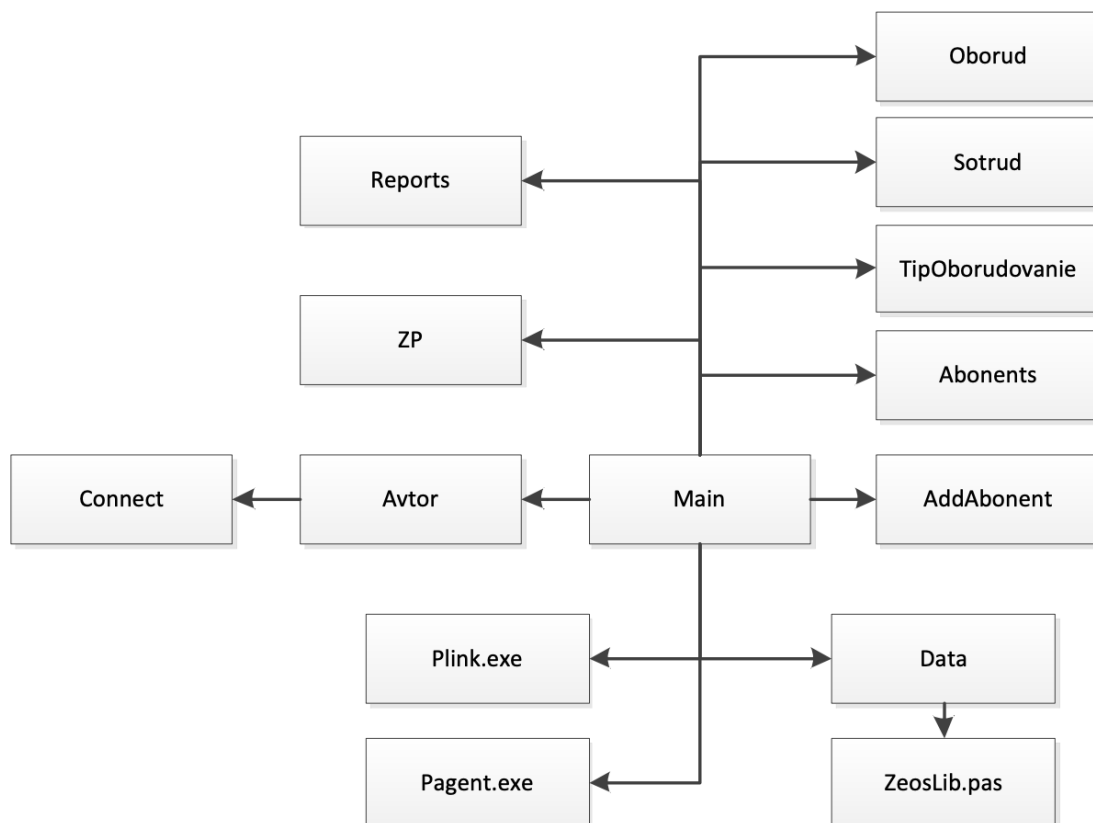 Oborud
Sotrud
Reports
TipOborudovanie
ZP
Abonents
Connect
Avtor
Main
AddAbonent
Plink.exe
Data
Pagent.exe
ZeosLib.pas